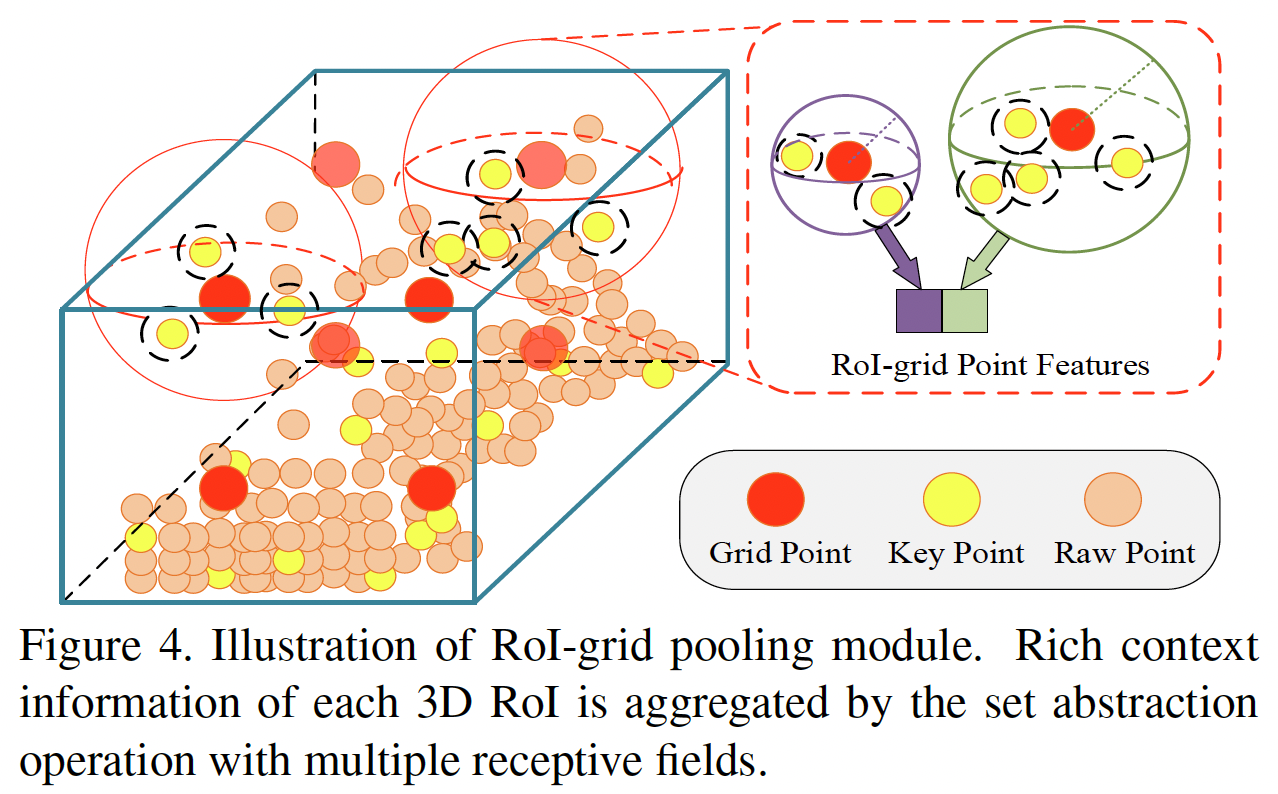 RoI-grid Point Features
Grid Point Key Point Raw Point
Figure 4. Illustration of RoI-grid pooling module. Rich context
information of each 3D RoI is aggregated by the set abstraction
operation with multiple receptive fields.